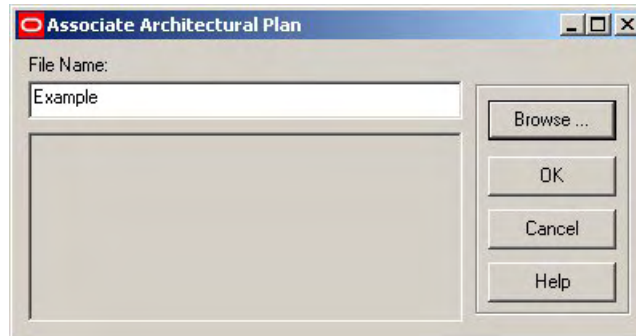 Associate Architectural Plan
File Name:
Example
Browse ...
OK
Cancel
Help